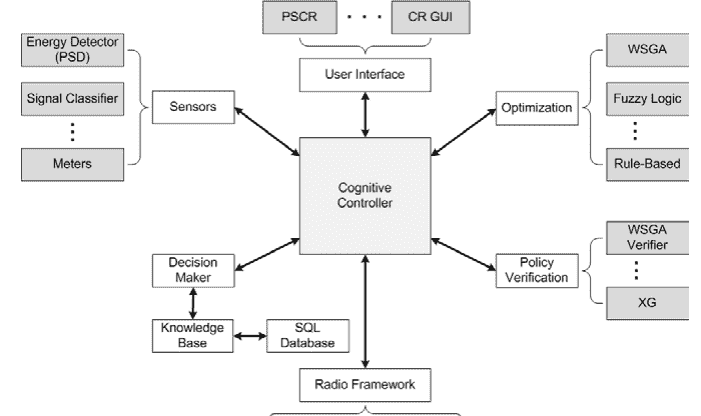 PSCR
CR GUI
User Interface
Energy Detector
(PSD)
Signal Classifier
Meters
Sensors
Optimization
WSGA
Fuzzy Logic
Rule-Based
Cognitive
Controller
Decision
Maker
Knowledge
Base
SQL
Database
Policy
Verification
WSGA
Verifier
XG
Radio Framework